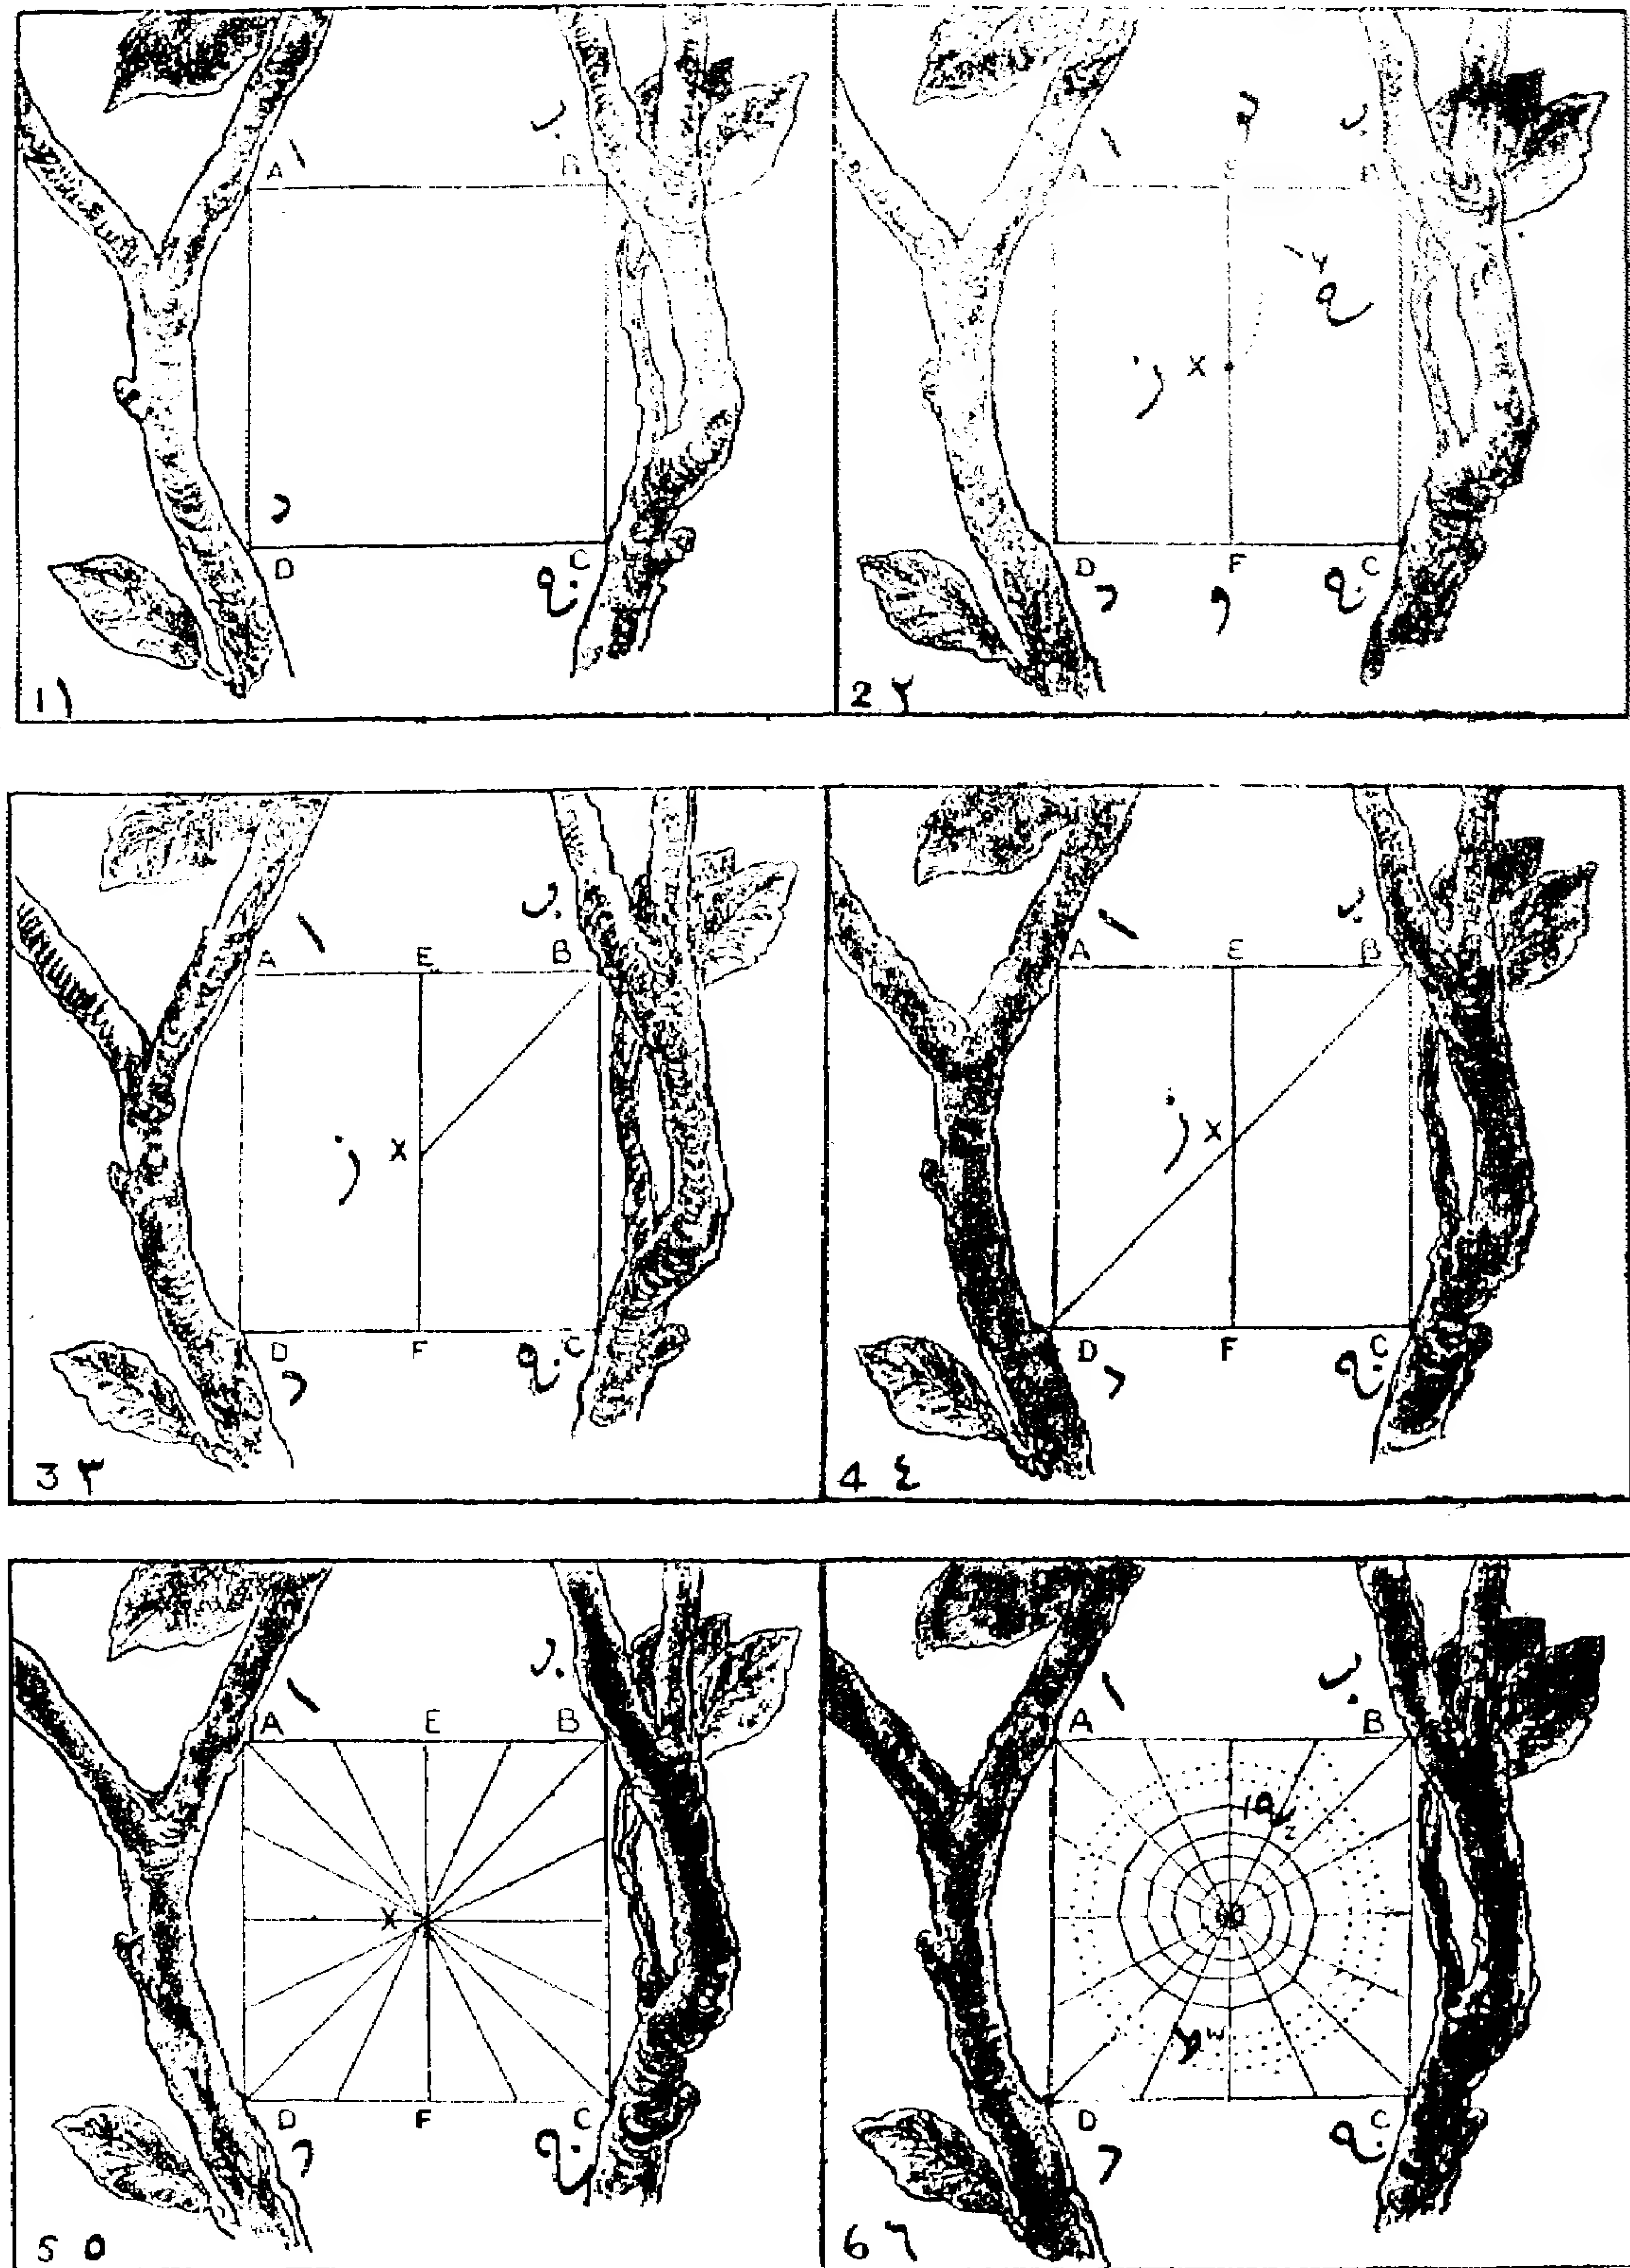 A ا B ب
D د C ج
1 ١
A ا E ه B ب
Y ح
X ز
D د F و C ج
2 ٢
A ا E B ب
X ز
D د F C ج
3 ٣
A ا E B ب
X ز
D د F C ج
4 ٤
A ا E B ب
X
D د F C ج
5 ٥
A ا B ب
Z
W
D د C ج
6 ٦